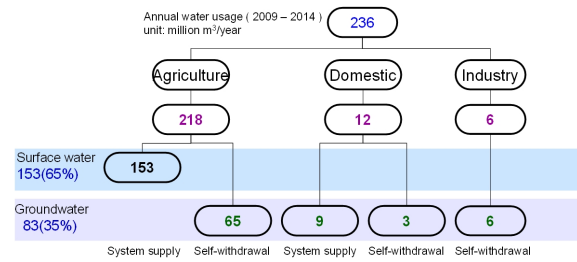 Annual water usage ( 2009 – 2014 )
unit: million m³/year
236
Agriculture Domestic Industry
218 12 6
Surface water
153(65%)
153
Groundwater
83(35%)
65 9 3 6
System supply Self-withdrawal System supply Self-withdrawal Self-withdrawal